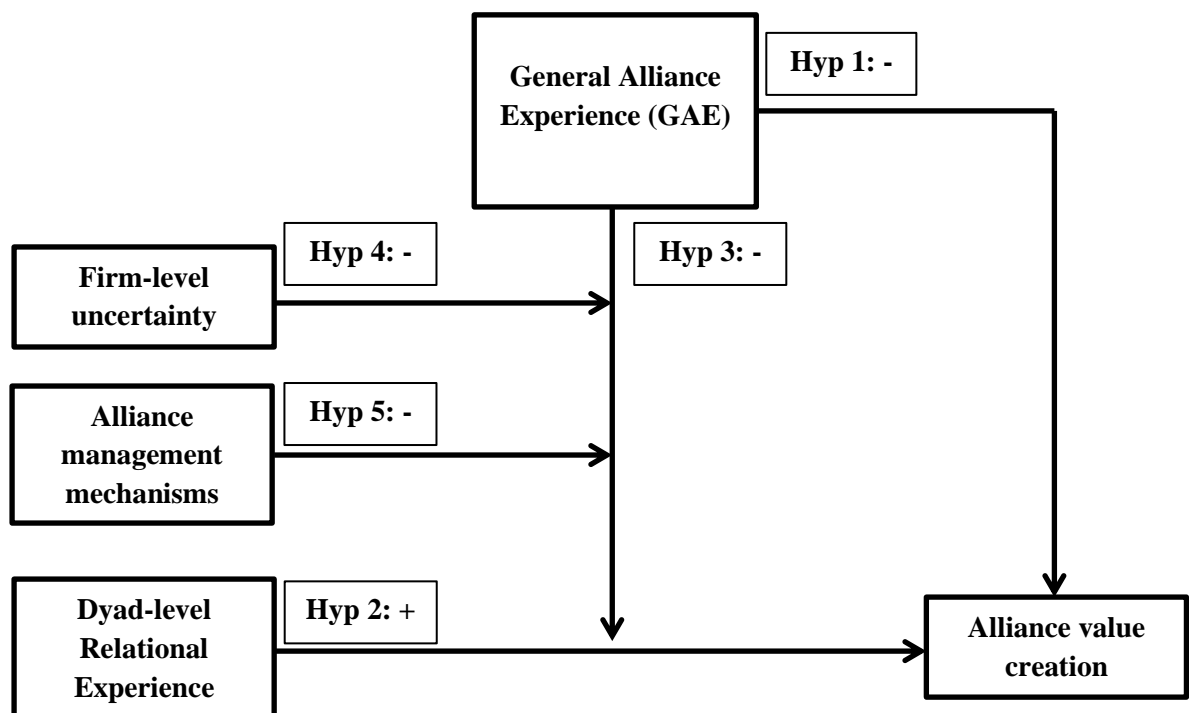 General Alliance
Experience (GAE)
Hyp 1: -
Hyp 4: -
Hyp 3: -
Firm-level
uncertainty
Hyp 5: -
Alliance
management
mechanisms
Hyp 2: +
Dyad-level
Relational
Experience
Alliance value
creation